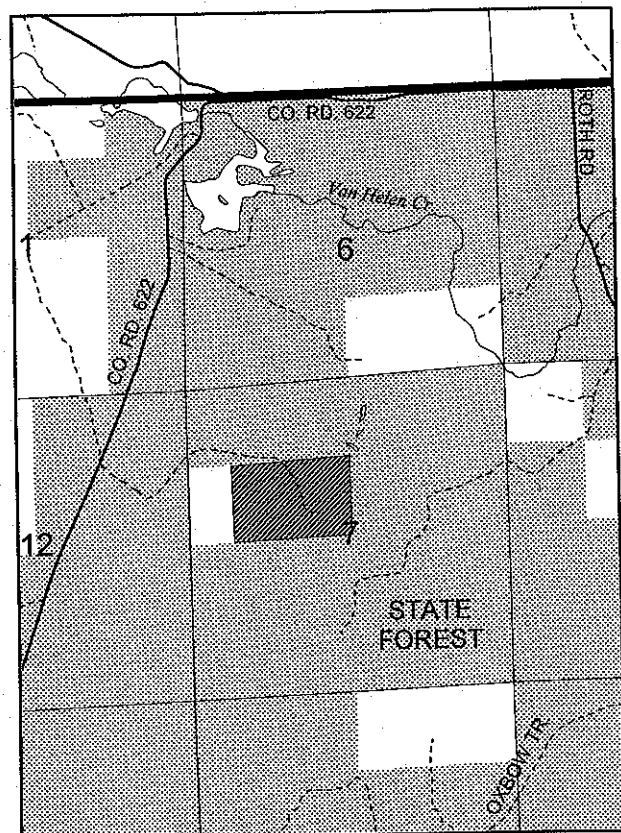 CO. RD. 622
ROTH RD
Van Helen Cr.
1
6
CO. RD. 622
12
7
STATE
FOREST
OXBOW TR